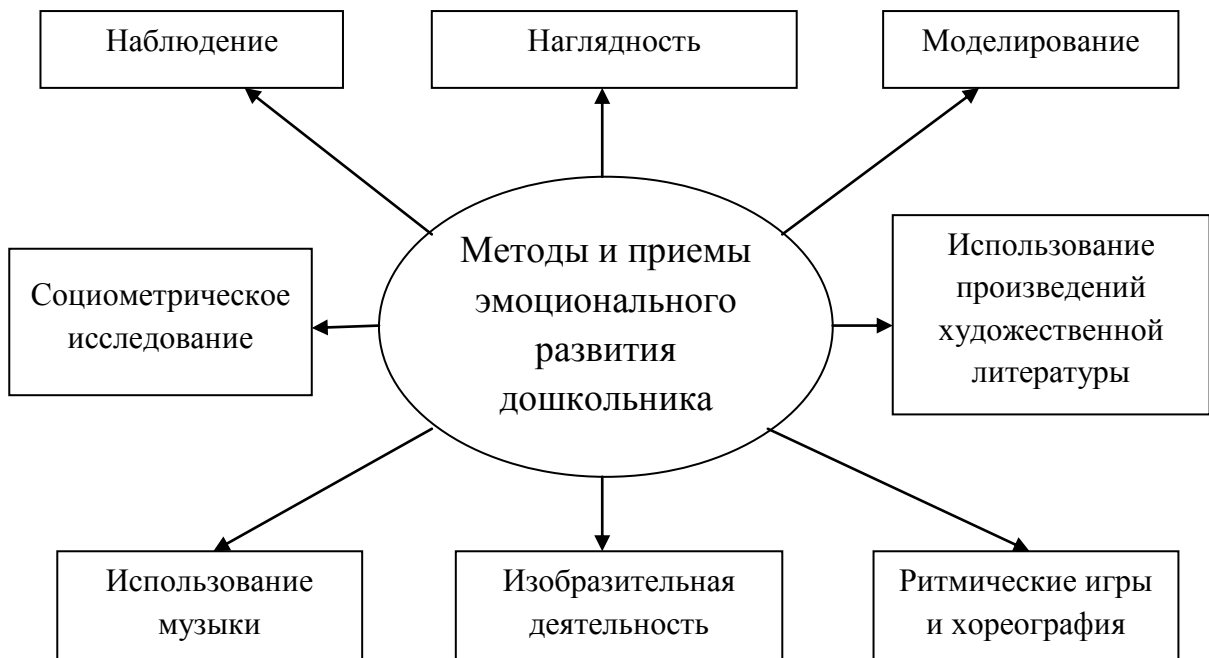 Наблюдение
Наглядность
Моделирование
Социометрическое
исследование
Методы и приемы
эмоционального
развития
дошкольника
Использование
произведений
художественной
литературы
Использование
музыки
Изобразительная
деятельность
Ритмические игры
и хореография